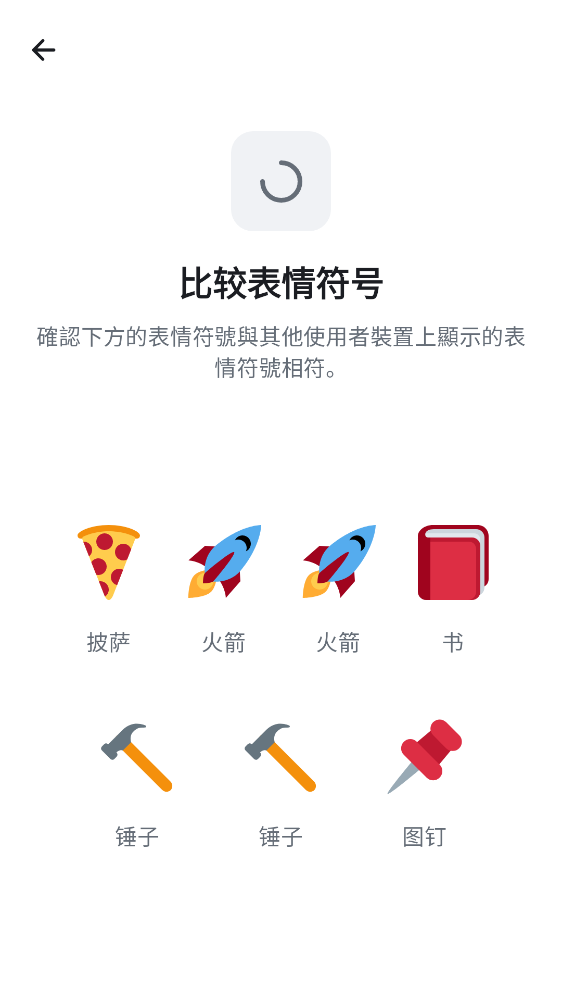 比较表情符号
確認下方的表情符號與其他使用者裝置上顯示的表
情符號相符。
披萨 火箭 火箭 书
锤子 锤子 图钉